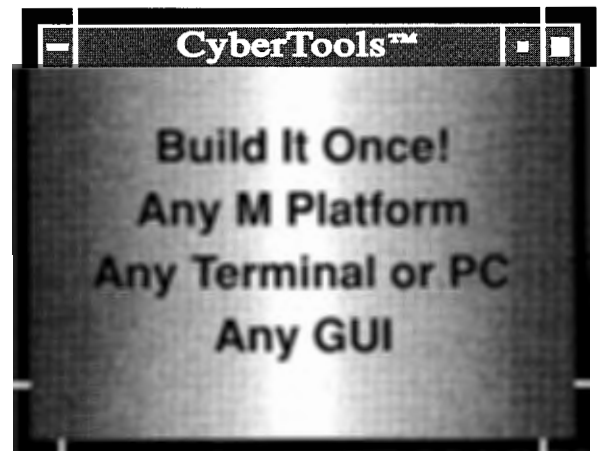 CyberTools™
Build It Once!
Any M Platform
Any Terminal or PC
Any GUI